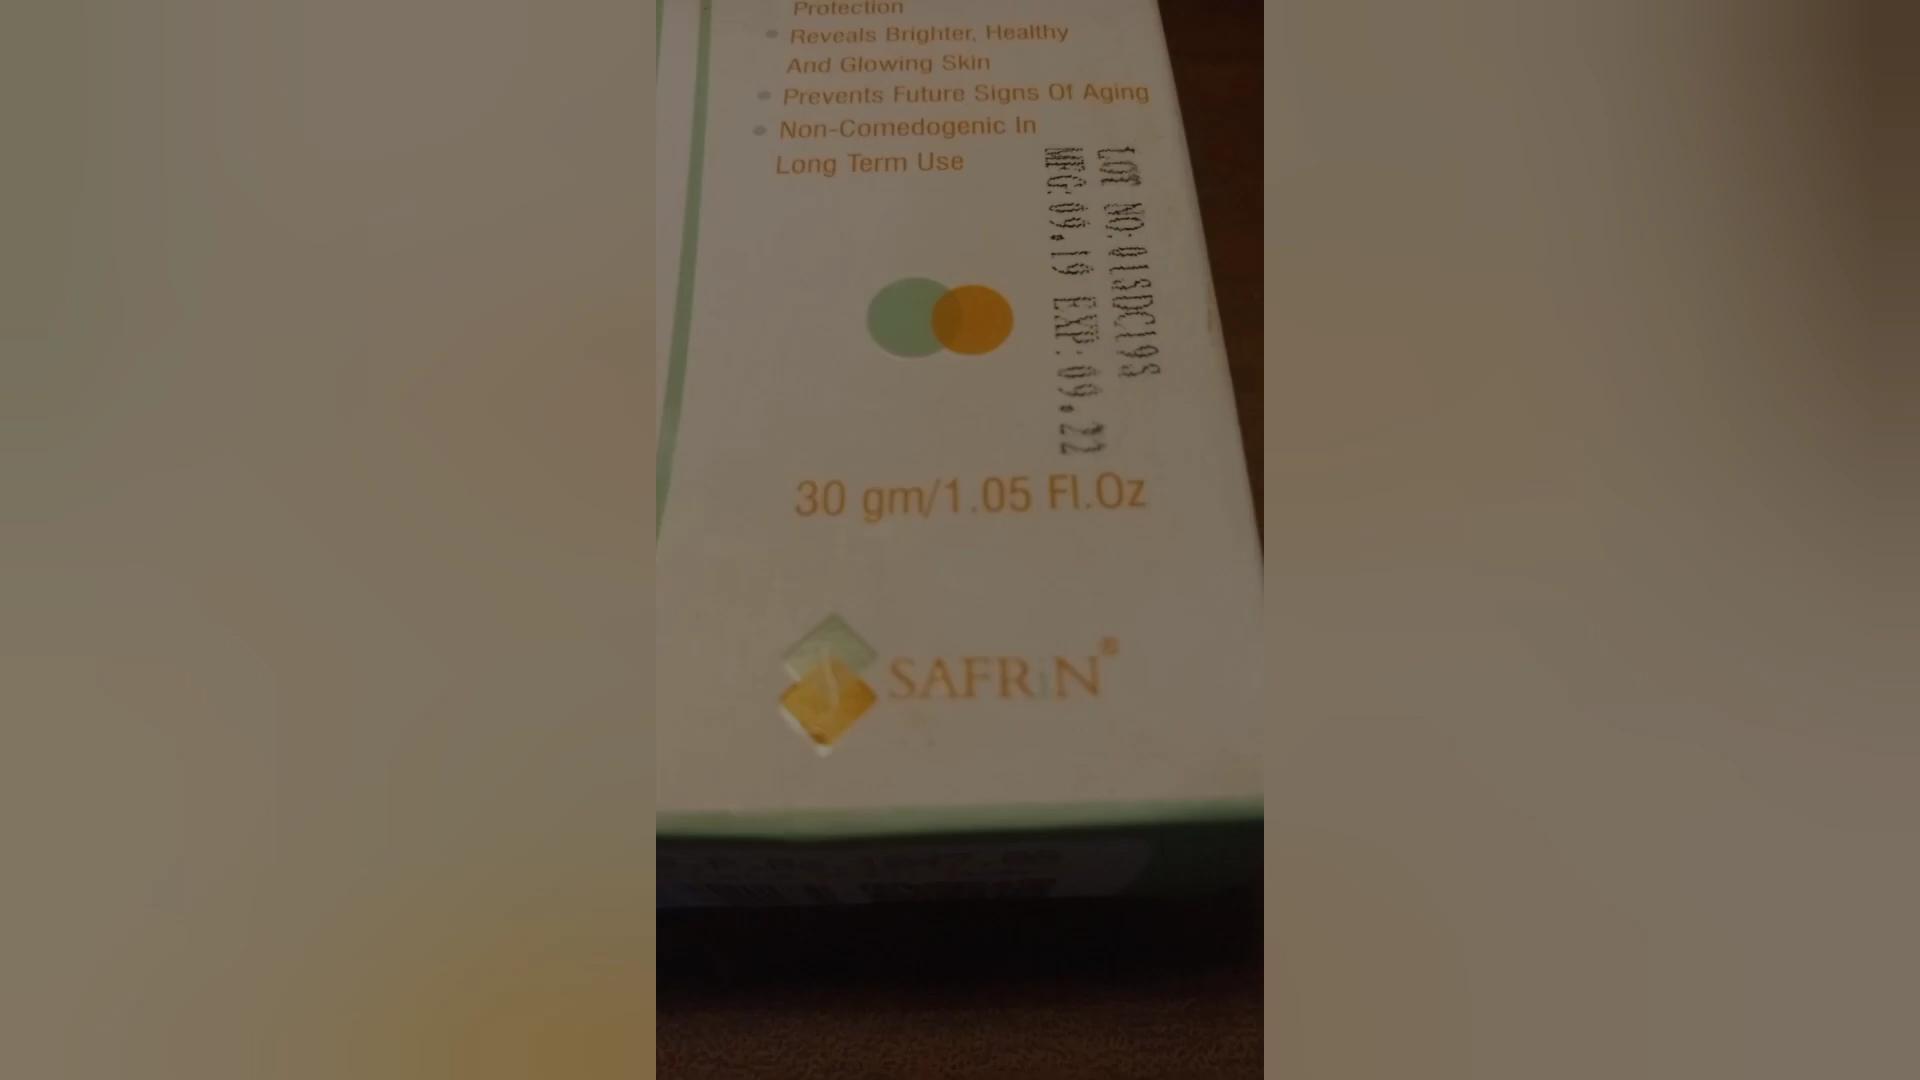 Protection
Reveals Brighter, Healthy
And Glowing Skin
Prevents Future Signs Of Aging
Non-Comedogenic In
Long Term Use
LOT NO:01SDC19S
MFG:09.19 EXP:09.22
30 gm/1.05 Fl.Oz
SAFRiN®